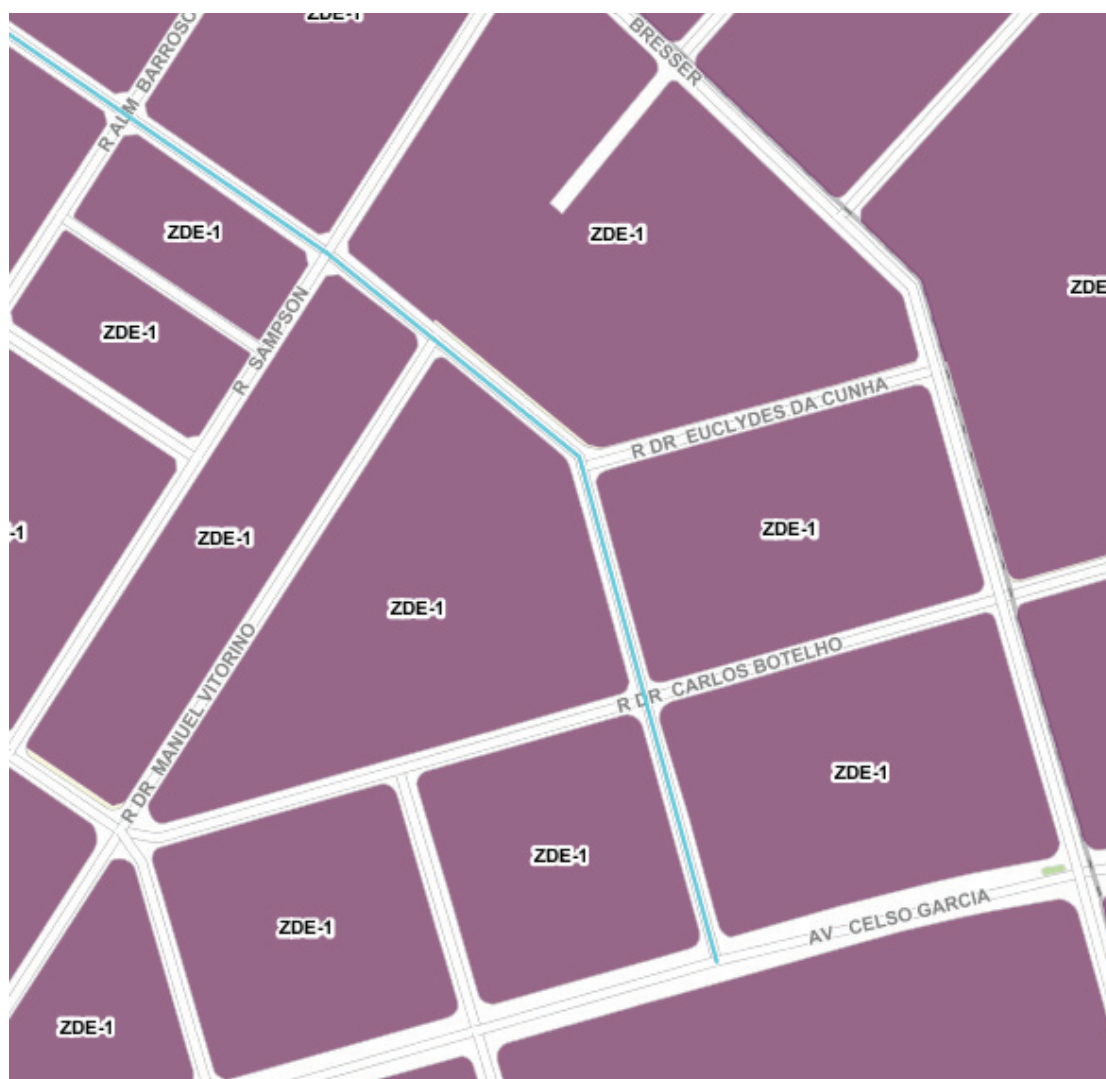 ZDE-1
R ALM BARROSO
BRESSER
ZDE-1
ZDE-1
ZDE
ZDE-1
R SAMPSON
R DR EUCLYDES DA CUNHA
-1
ZDE-1
ZDE-1
ZDE-1
R DR MANUEL VITORINO
R DR CARLOS BOTELHO
ZDE-1
ZDE-1
AV CELSO GARCIA
ZDE-1
ZDE-1